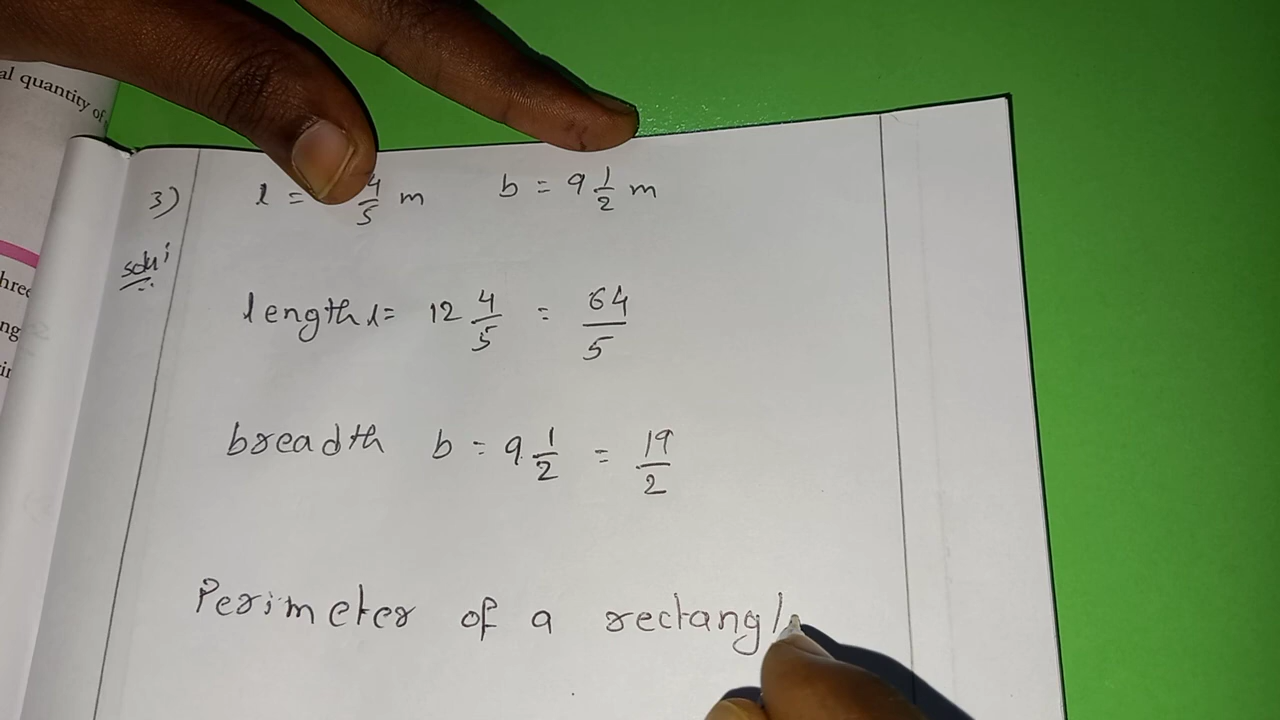 al quantity of
3) l = 4/5 m b = 9 1/2 m
Soln:
length l = 12 4/5 = 64/5
breadth b = 9 1/2 = 19/2
Perimeter of a rectangl